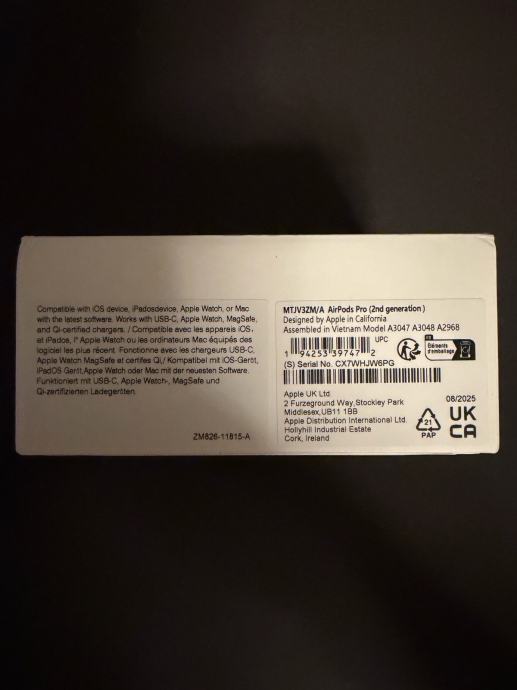 Compatible with iOS device, iPadosdevice, Apple Watch, or Mac
with the latest software. Works with USB-C, Apple Watch, MagSafe,
and Qi-certified chargers. / Compatible avec les appareils iOS,
et iPados, l' Apple Watch ou les ordinateurs Mac équipés des
logiciel les plus récent. Fonctionne avec les chargeurs USB-C,
Apple Watch MagSafe et certifes Qi,/ Kompatibel mit iOS-Gerït,
iPadOS Gerït,Apple Watch oder Mac mit der neuesten Software.
Funktioniert mit USB-C, Apple Watch-, MagSafe und
Qi-zertifizierten Ladegeräten.
ZM826-11815-A
MTJV3ZM/A AirPods Pro (2nd generation )
Designed by Apple in California
Assembled in Vietnam Model A3047 A3048 A2968
UPC
1 94253 39747 2
Éléments
d'emballage
(S) Serial No. CX7WHJW6PG
Apple UK Ltd.
2 Furzeground Way,Stockley Park
Middlesex,UB11 1BB
Apple Distribution International Ltd.
Hollyhill Industrial Estate
Cork, Ireland
21
PAP
08/2025
UK
CA